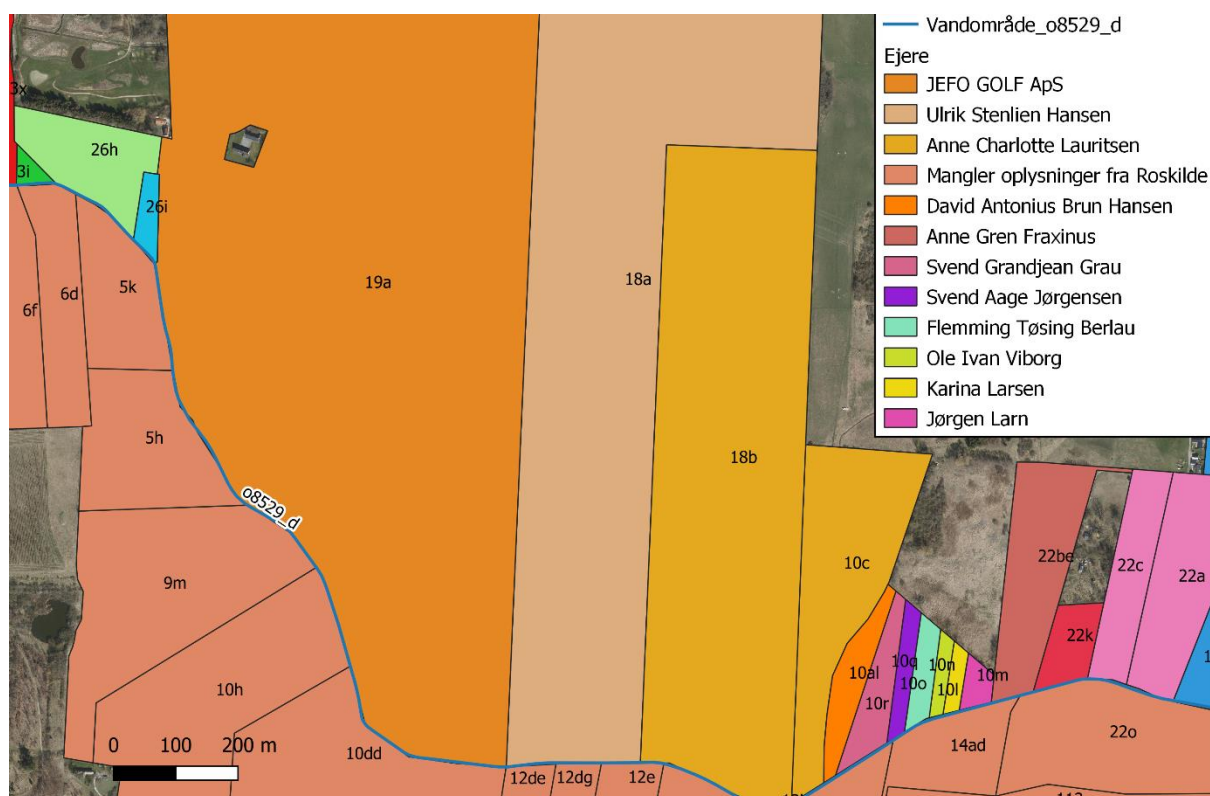 Vandområde_o8529_d
Ejere
JEFO GOLF ApS
Ulrik Stenlien Hansen
Anne Charlotte Lauritsen
Mangler oplysninger fra Roskilde
David Antonius Brun Hansen
Anne Gren Fraxinus
Svend Grandjean Grau
Svend Aage Jørgensen
Flemming Tøsing Berlau
Ole Ivan Viborg
Karina Larsen
Jørgen Larn
3x
26h
3i
26i
19a
18a
5k
6d
6f
5h
18b
o8529_d
9m
10c
22be
22c
22a
22k
10h
10al
10q
10n
10m
10o
10l
10r
0 100 200 m
10dd
12de
12dg
12e
14ad
22o